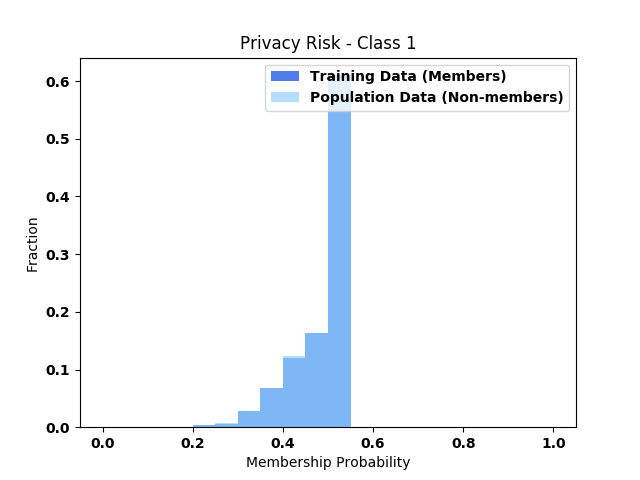 Privacy Risk - Class 1
Training Data (Members)
Population Data (Non-members)
0.6
0.5
0.4
0.3
0.2
0.1
0.0
Fraction
0.0 0.2 0.4 0.6 0.8 1.0
Membership Probability